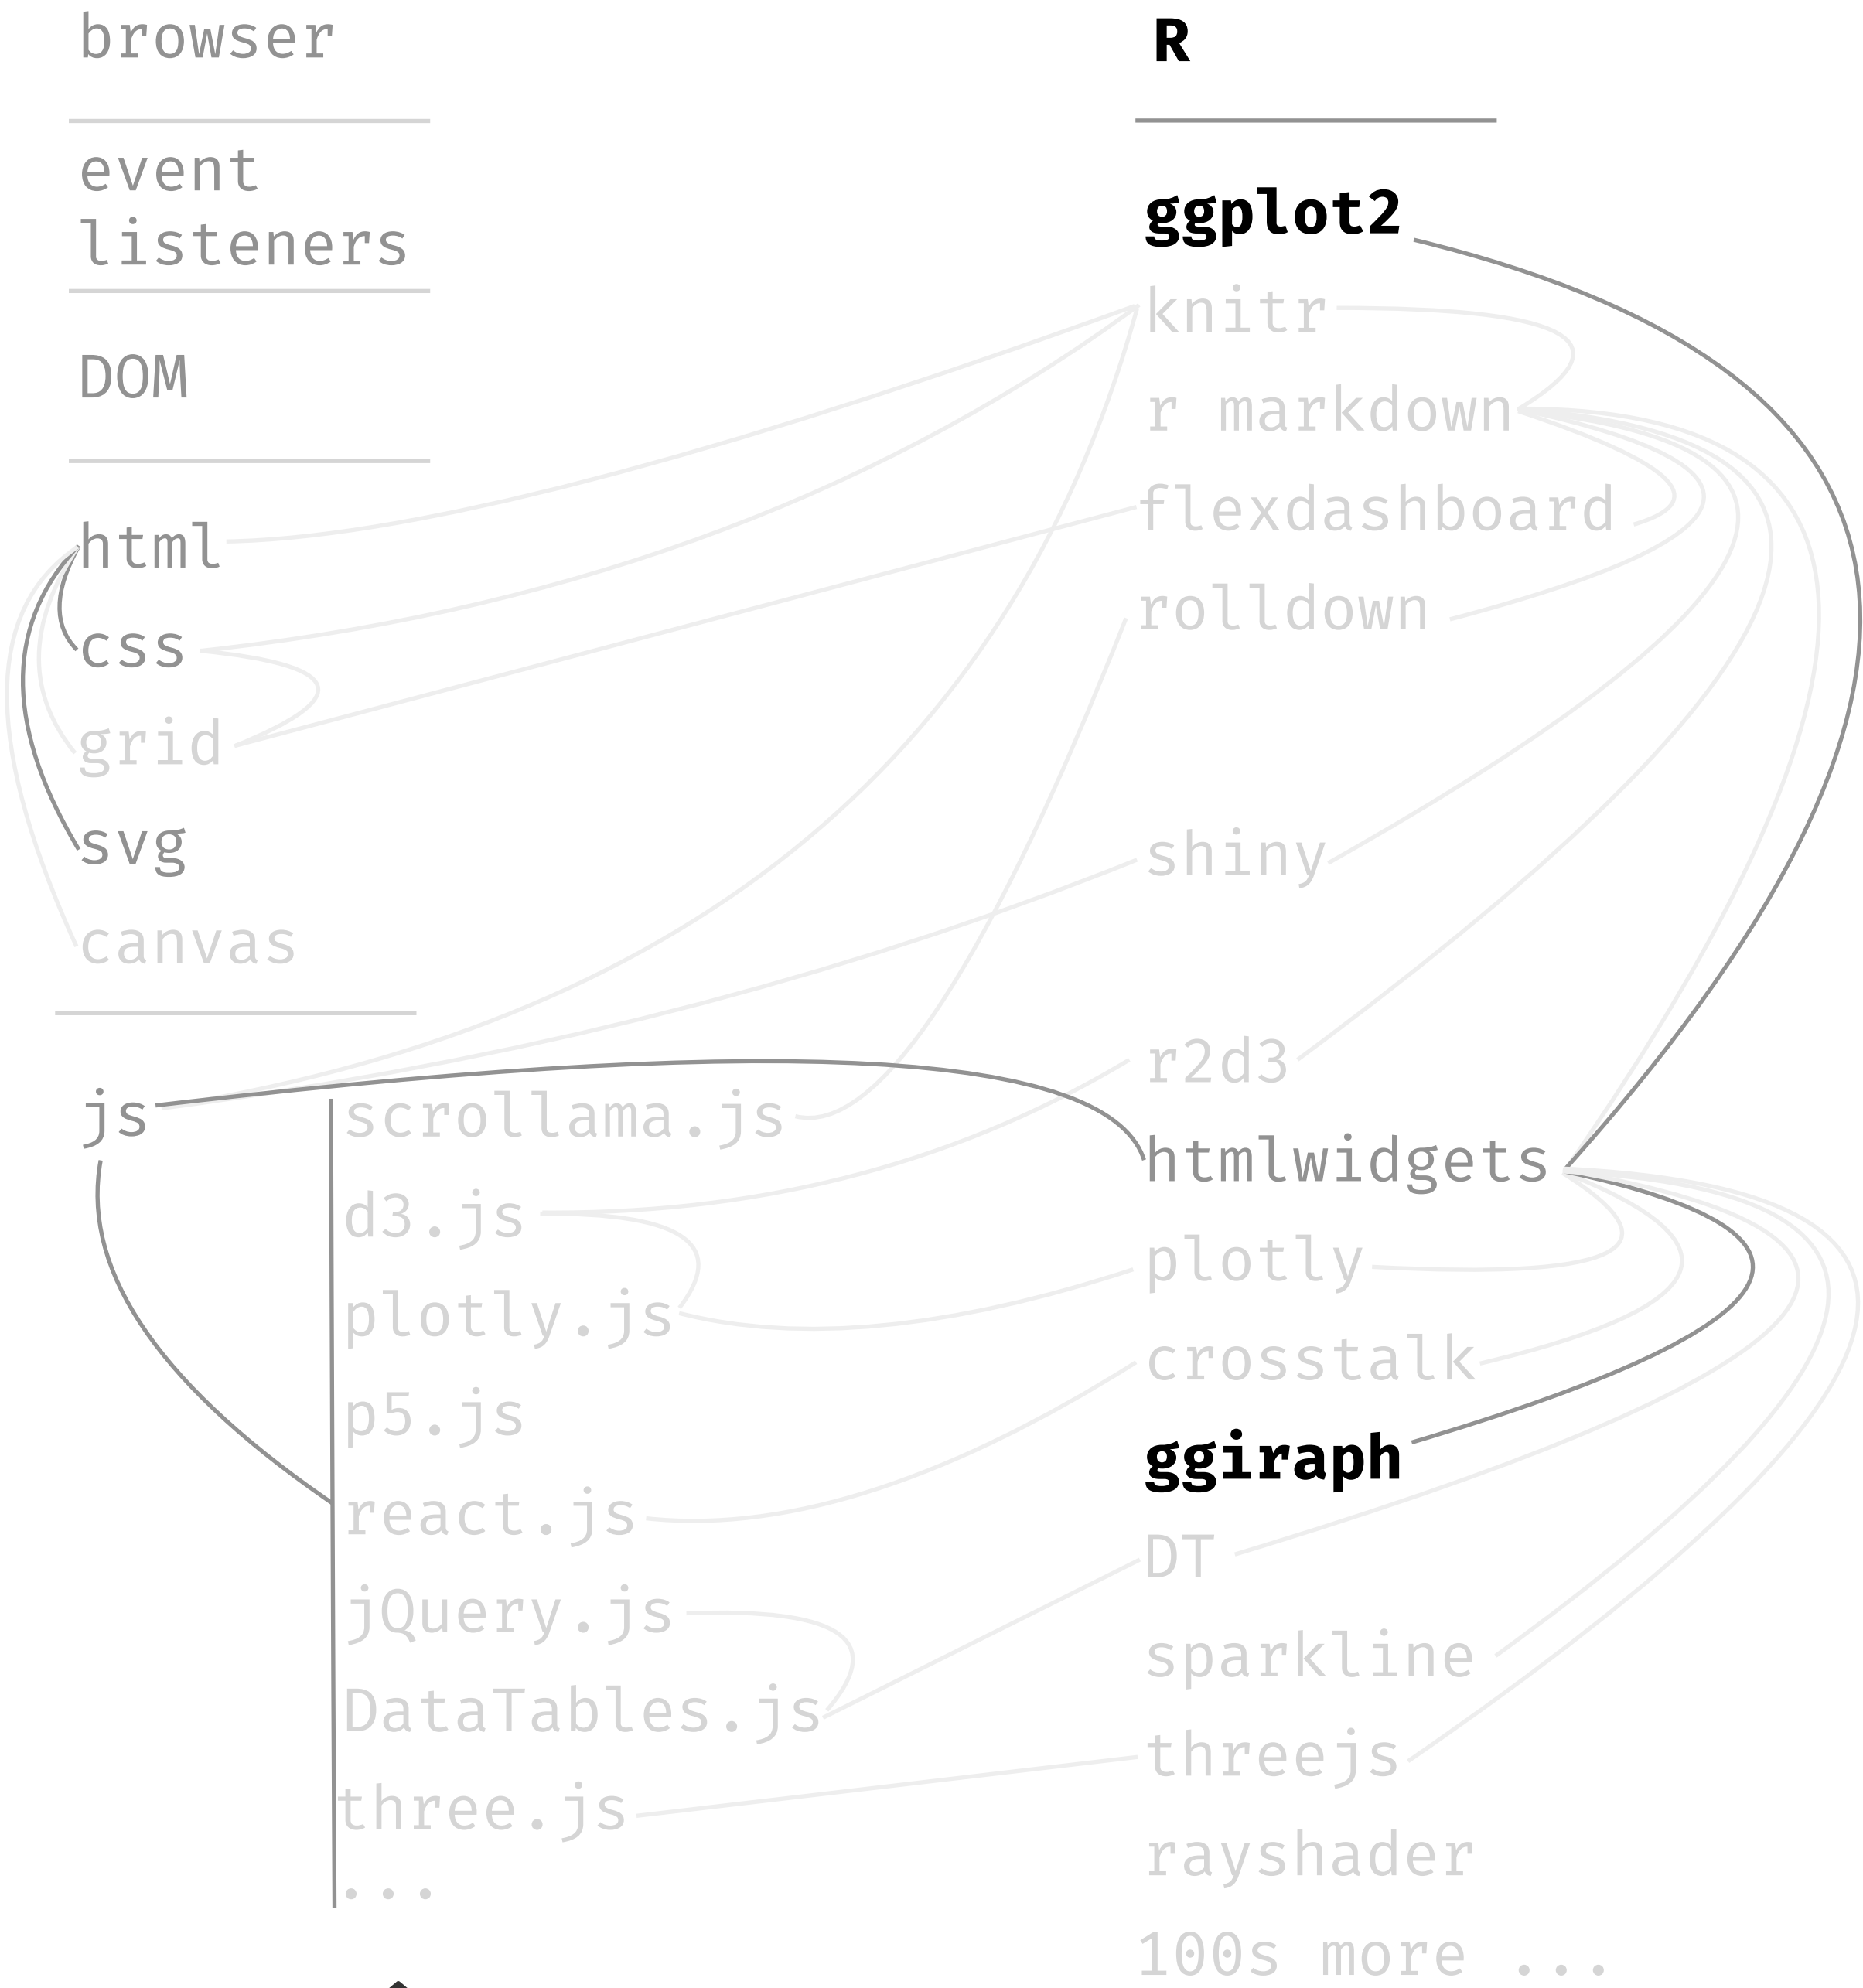 browser
event
listeners
DOM
html
css
grid
svg
canvas
js
scrollama.js
d3.js
plotly.js
p5.js
react.js
jQuery.js
DataTables.js
three.js
...
R
ggplot2
knitr
r markdown
flexdashboard
rolldown
shiny
r2d3
htmlwidgets
plotly
crosstalk
ggiraph
DT
sparkline
threejs
rayshader
100s more ...